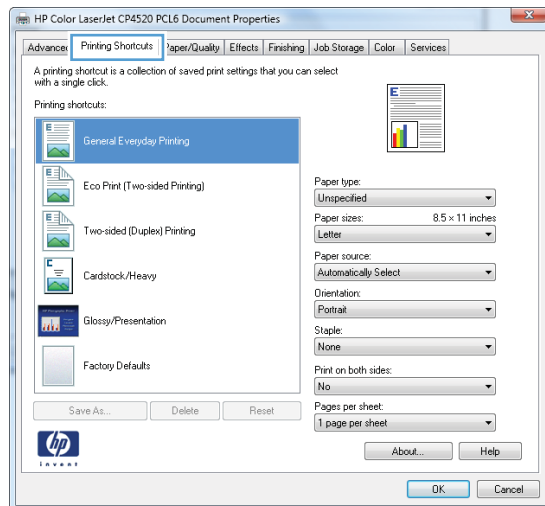 HP Color LaserJet CP4520 PCL6 Document Properties
Advanced Printing Shortcuts Paper/Quality Effects Finishing Job Storage Color Services
A printing shortcut is a collection of saved print settings that you can select
with a single click.
Printing shortcuts:
E
General Everyday Printing
Eco Print (Two-sided Printing)
Two-sided (Duplex) Printing
Cardstock/Heavy
Glossy/Presentation
Factory Defaults
Save As... Delete Reset
hp
invent
E
Paper type:
Unspecified
Paper sizes: 8.5 × 11 inches
Letter
Paper source:
Automatically Select
Orientation:
Portrait
Staple:
None
Print on both sides:
No
Pages per sheet:
1 page per sheet
About... Help
OK Cancel